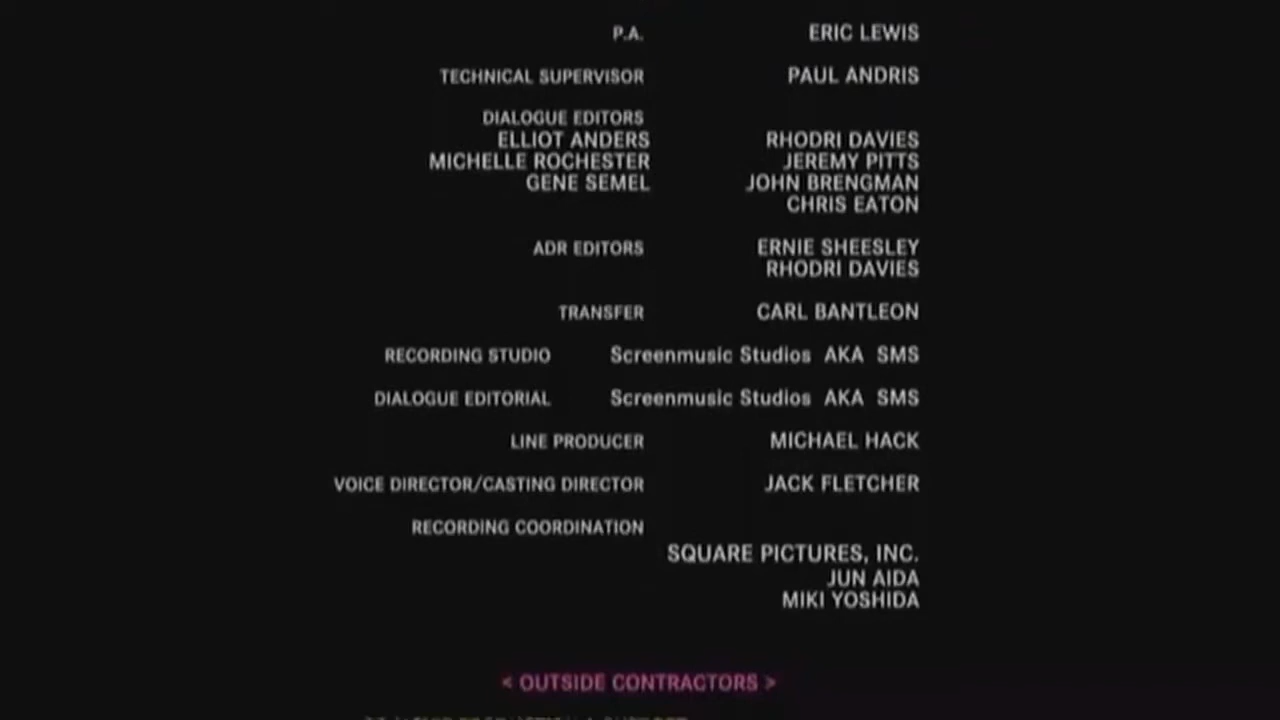 P.A. ERIC LEWIS
TECHNICAL SUPERVISOR PAUL ANDRIS
DIALOGUE EDITORS
ELLIOT ANDERS RHODRI DAVIES
MICHELLE ROCHESTER JEREMY PITTS
GENE SEMEL JOHN BRENGMAN
CHRIS EATON
ADR EDITORS ERNIE SHEESLEY
RHODRI DAVIES
TRANSFER CARL BANTLEON
RECORDING STUDIO Screenmusic Studios AKA SMS
DIALOGUE EDITORIAL Screenmusic Studios AKA SMS
LINE PRODUCER MICHAEL HACK
VOICE DIRECTOR/CASTING DIRECTOR JACK FLETCHER
RECORDING COORDINATION
SQUARE PICTURES, INC.
JUN AIDA
MIKI YOSHIDA
< OUTSIDE CONTRACTORS >